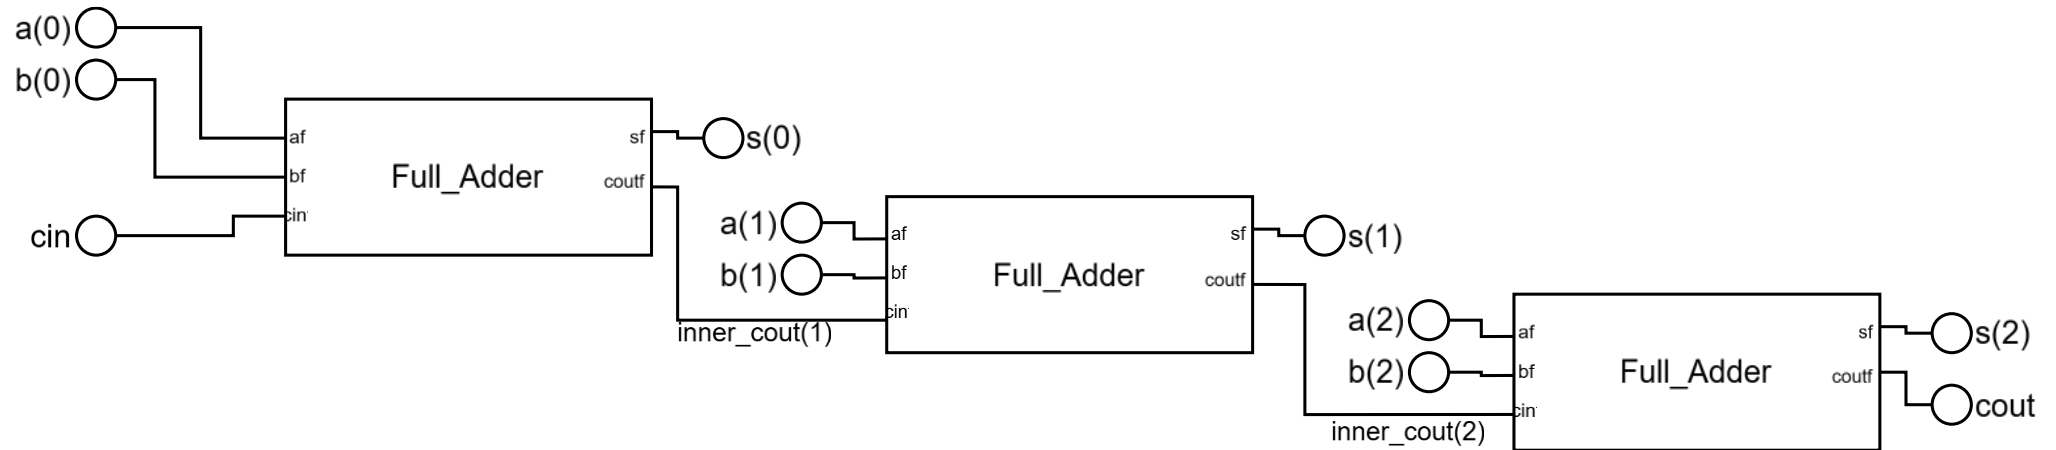 a(0)
b(0)
cin
af
bf
cin
Full_Adder
sf
coutf
s(0)
inner_cout(1)
a(1)
b(1)
af
bf
cin
Full_Adder
sf
coutf
s(1)
inner_cout(2)
a(2)
b(2)
af
bf
cin
Full_Adder
sf
coutf
s(2)
cout